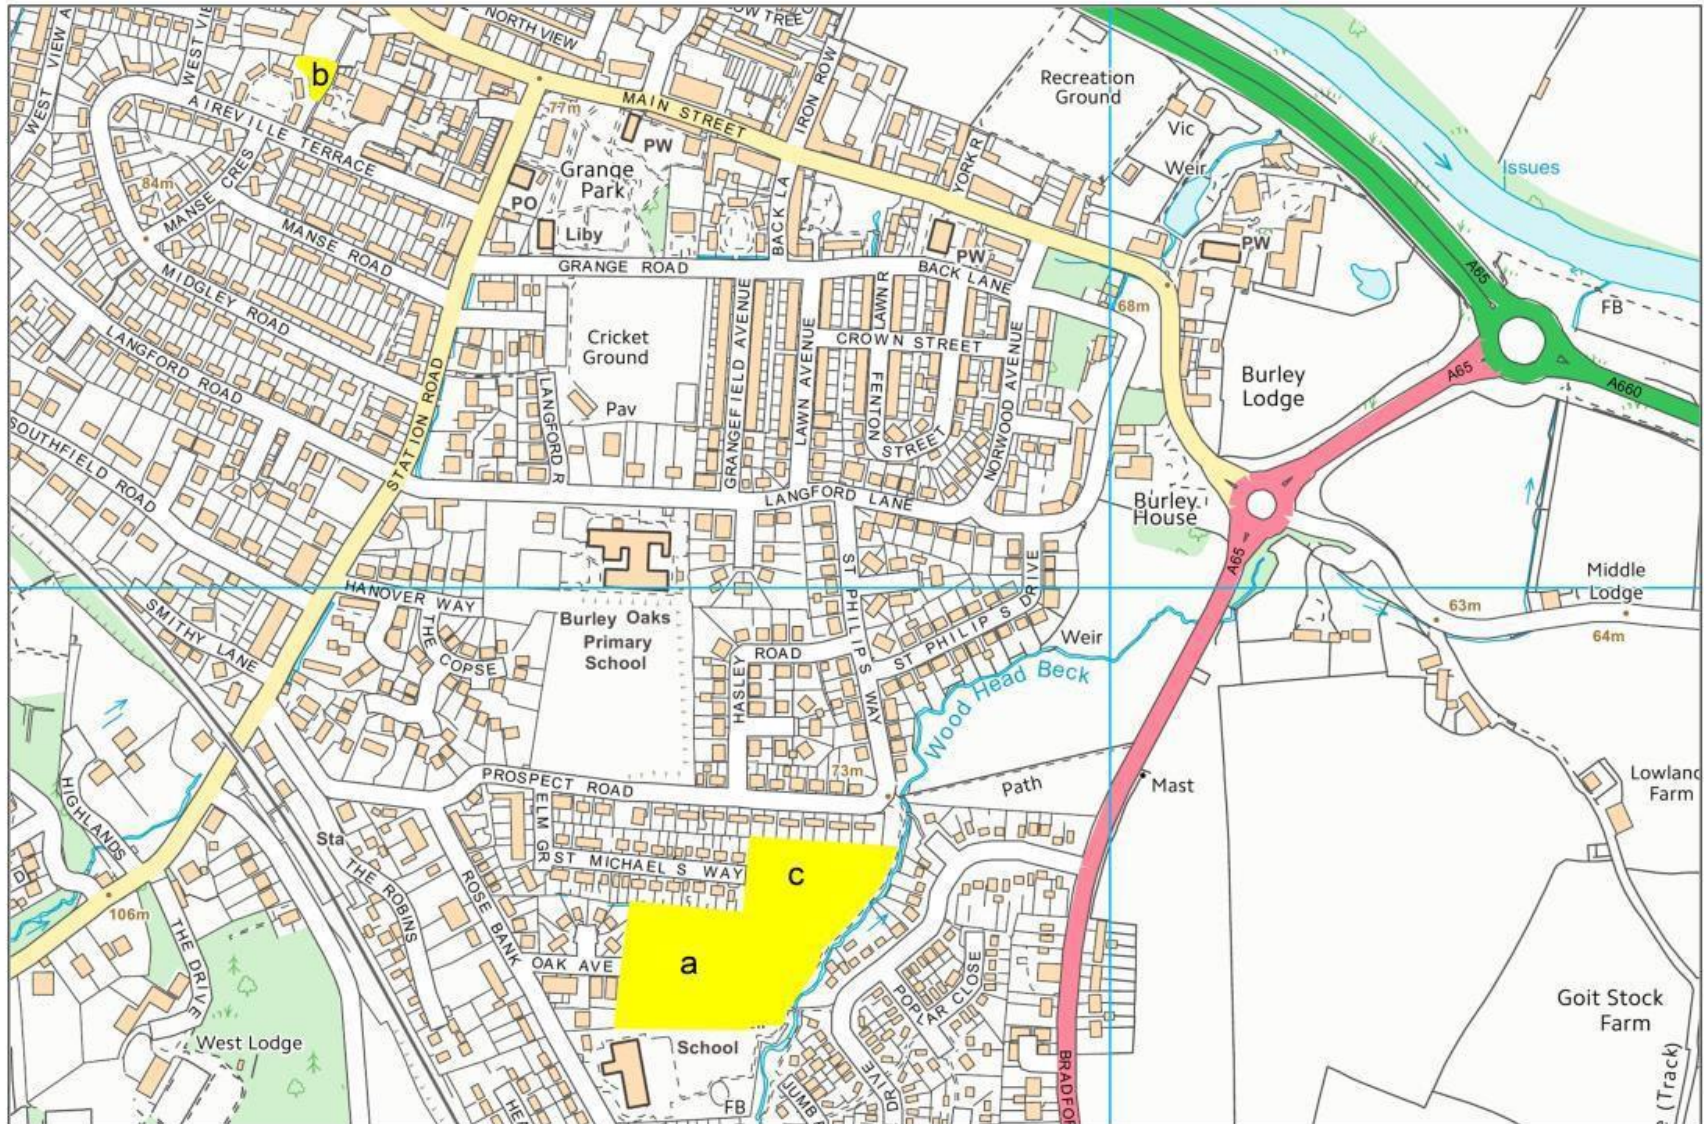 NORTH VIEW
WEST VIEW
WEST VIEW A
b
IRON ROW
Recreation
Ground
MAIN STREET
77m
AIREVILLE TERRACE
PW
Vic
Weir
Issues
YORK R
Grange
Park
PO
Liby
BACK LA
84m
MANSE CRES
MANSE ROAD
PW
PW
GRANGE ROAD
BACK LANE
A65
MIDGLEY ROAD
68m
FB
Cricket
Ground
LAWN R
CROWN STREET
LANGFORD ROAD
STATION ROAD
LANGFORD R
Pav
GRANGEFIELD AVENUE
LAWN AVENUE
FENTON
STREET
NORWOOD AVENUE
Burley
Lodge
A65
A660
SOUTHFIELD ROAD
LANGFORD LANE
Burley
House
A65
ST PHILIPS WAY
ST PHILIP S DRIVE
HANOVER WAY
SMITHY LANE
THE COPSE
Burley Oaks
Primary
School
Middle
Lodge
63m
64m
HASLEY ROAD
Weir
Wood Head Beck
HIGHLANDS
PROSPECT ROAD
73m
Path
Mast
Lowland
Farm
Sta
ELM GR
ST MICHAEL S WAY
c
THE ROBINS
ROSE BANK
106m
THE DRIVE
OAK AVE
a
POPLAR CLOSE
Goit Stock
Farm
West Lodge
School
FB
DRIVE
BRADFO
(Track)